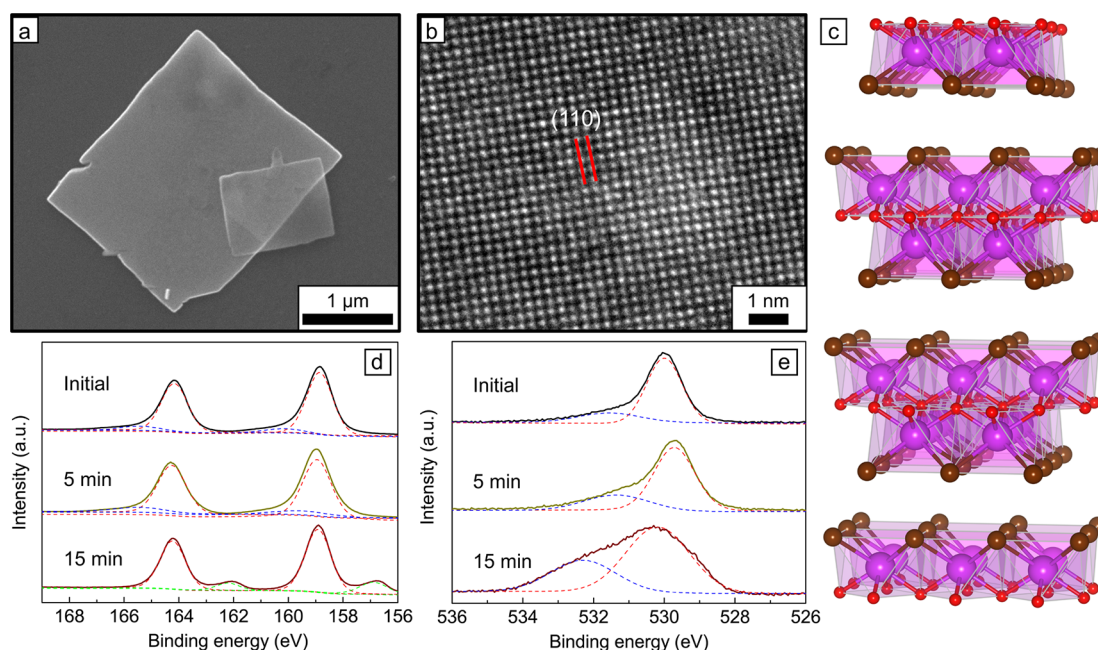 a
1 μm
b
(110)
1 nm
c
d
Initial
5 min
15 min
Intensity (a.u.)
168 166 164 162 160 158 156
Binding energy (eV)
e
Initial
5 min
15 min
Intensity (a.u.)
536 534 532 530 528 526
Binding energy (eV)